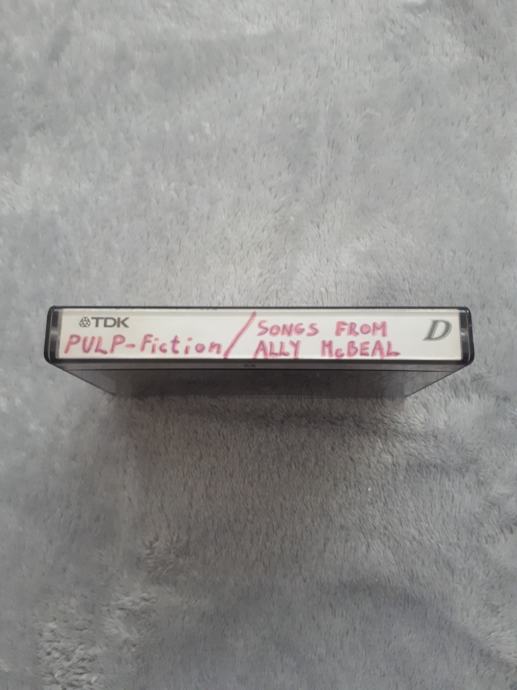 TDK
PULP-Fiction / SONGS FROM
ALLY McBEAL
D